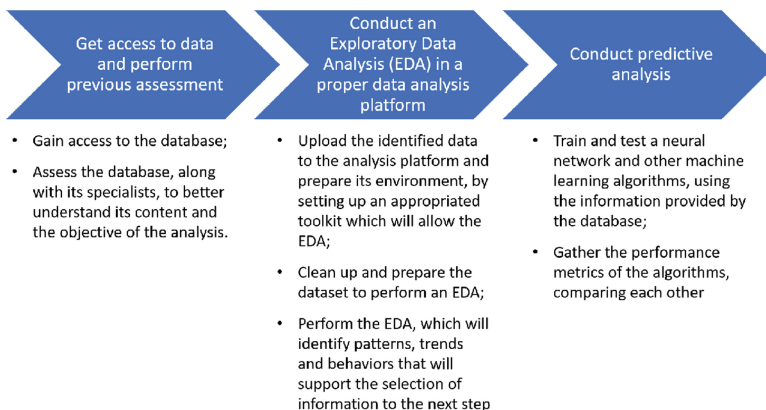 Get access to data
and perform
previous assessment
• Gain access to the database;
• Assess the database, along
with its specialists, to better
understand its content and
the objective of the analysis.
Conduct an
Exploratory Data
Analysis (EDA) in a
proper data analysis
platform
• Upload the identified data
to the analysis platform and
prepare its environment, by
setting up an appropriated
toolkit which will allow the
EDA;
• Clean up and prepare the
dataset to perform an EDA;
• Perform the EDA, which will
identify patterns, trends
and behaviors that will
support the selection of
information to the next step
Conduct predictive
analysis
• Train and test a neural
network and other machine
learning algorithms, using
the information provided by
the database;
• Gather the performance
metrics of the algorithms,
comparing each other